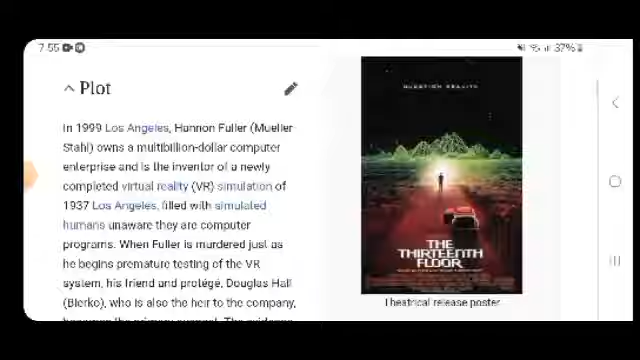 7:55
37%
Plot
In 1999 Los Angeles, Hannon Fuller (Mueller-
Stahl) owns a multibillion-dollar computer
enterprise and is the inventor of a newly
completed virtual reality (VR) simulation of
1937 Los Angeles, filled with simulated
humans unaware they are computer
programs. When Fuller is murdered just as
he begins premature testing of the VR
system, his friend and protégé, Douglas Hall
(Bierko), who is also the heir to the company,
QUESTION REALITY
THE
THIRTEENTH
FLOOR
Theatrical release poster